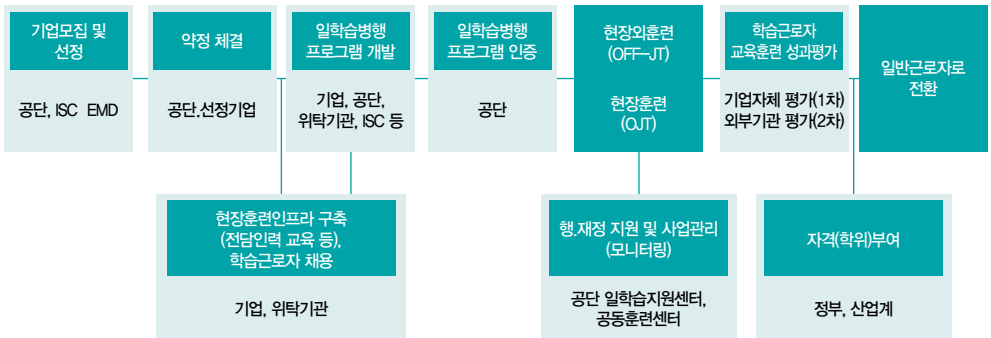 기업모집 및
선정
공단, ISC EMD
약정 체결
공단.선정기업
일학습병행
프로그램 개발
기업, 공단,
위탁기관, ISC 등
일학습병행
프로그램 인증
공단
현장외훈련
(OFF-JT)
현장훈련
(OJT)
학습근로자
교육훈련 성과평가
기업자체 평가(1차)
외부기관 평가(2차)
일반근로자로
전환
현장훈련인프라 구축
(전담인력 교육 등),
학습근로자 채용
기업, 위탁기관
행.재정 지원 및 사업관리
(모니터링)
공단 일학습지원센터,
공동훈련센터
자격(학위)부여
정부, 산업계